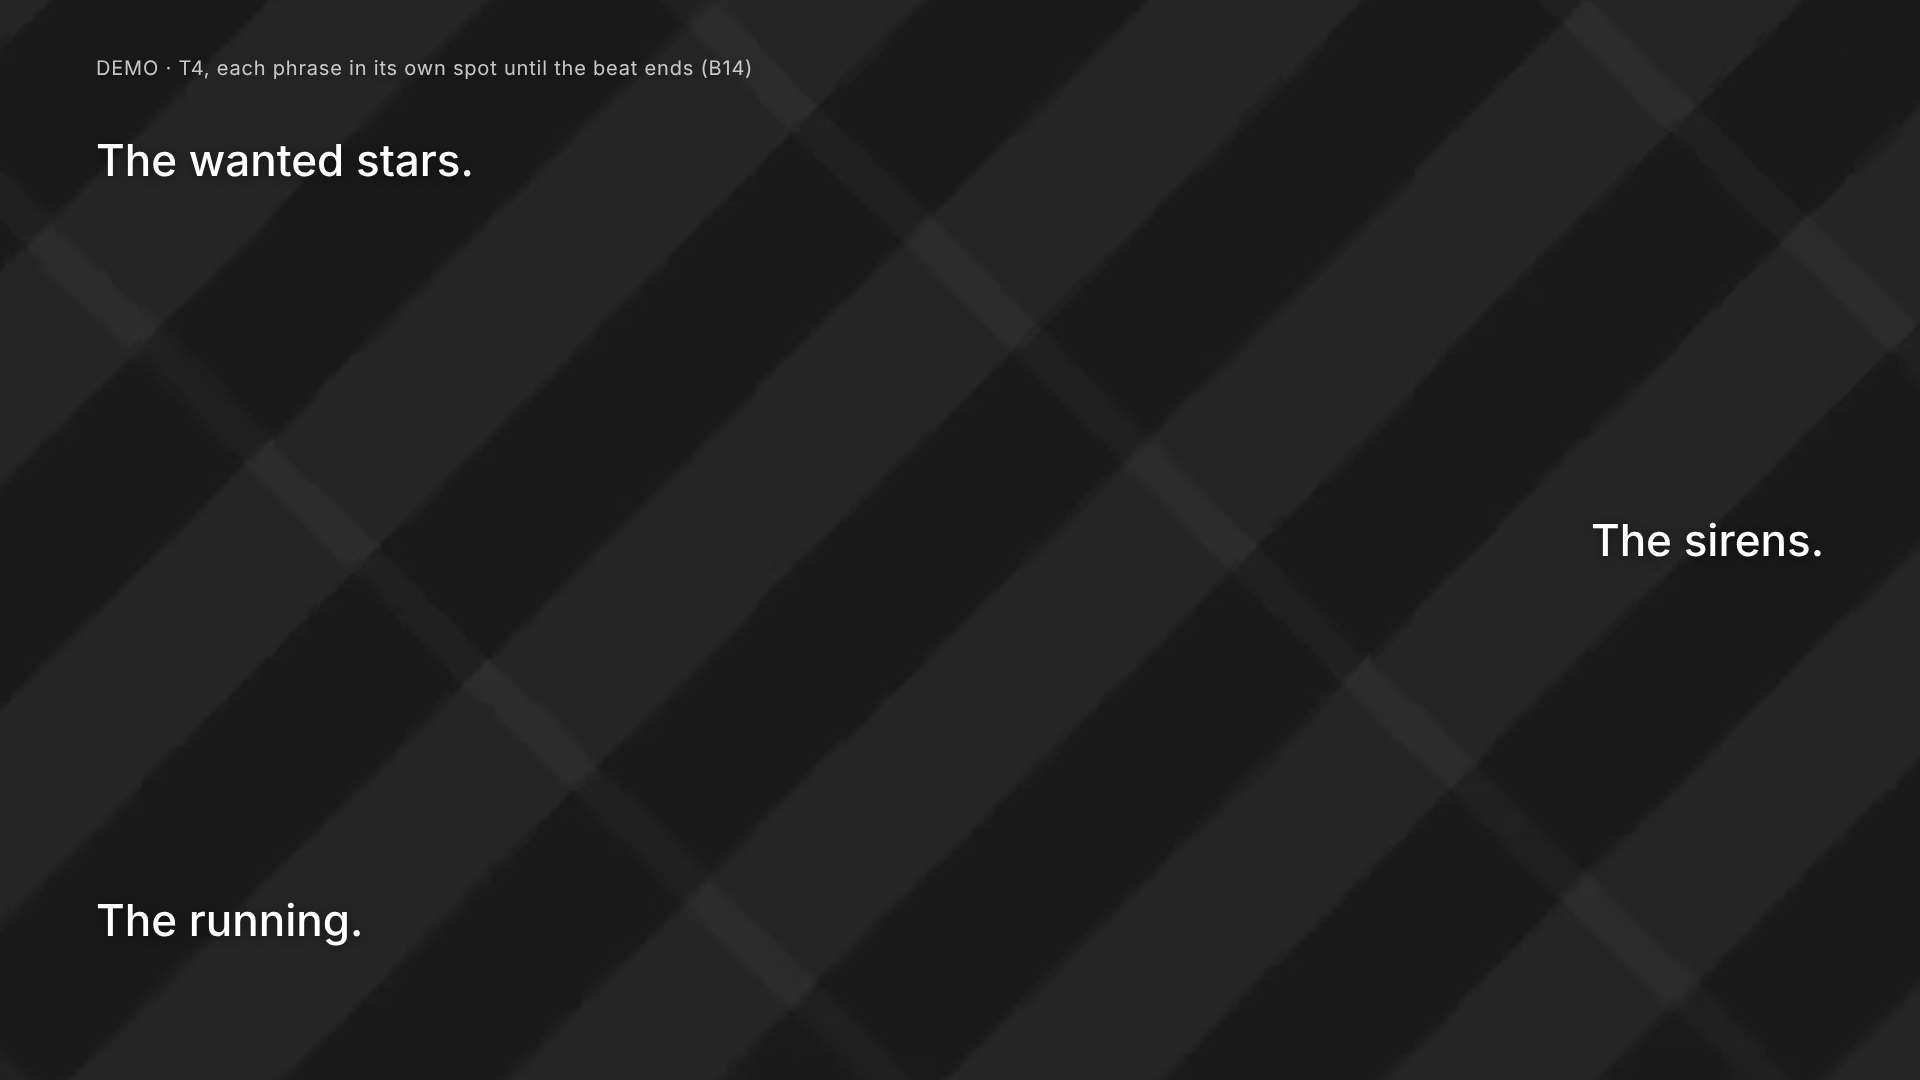 DEMO · T4, each phrase in its own spot until the beat ends (B14)
The wanted stars.
The sirens.
The running.